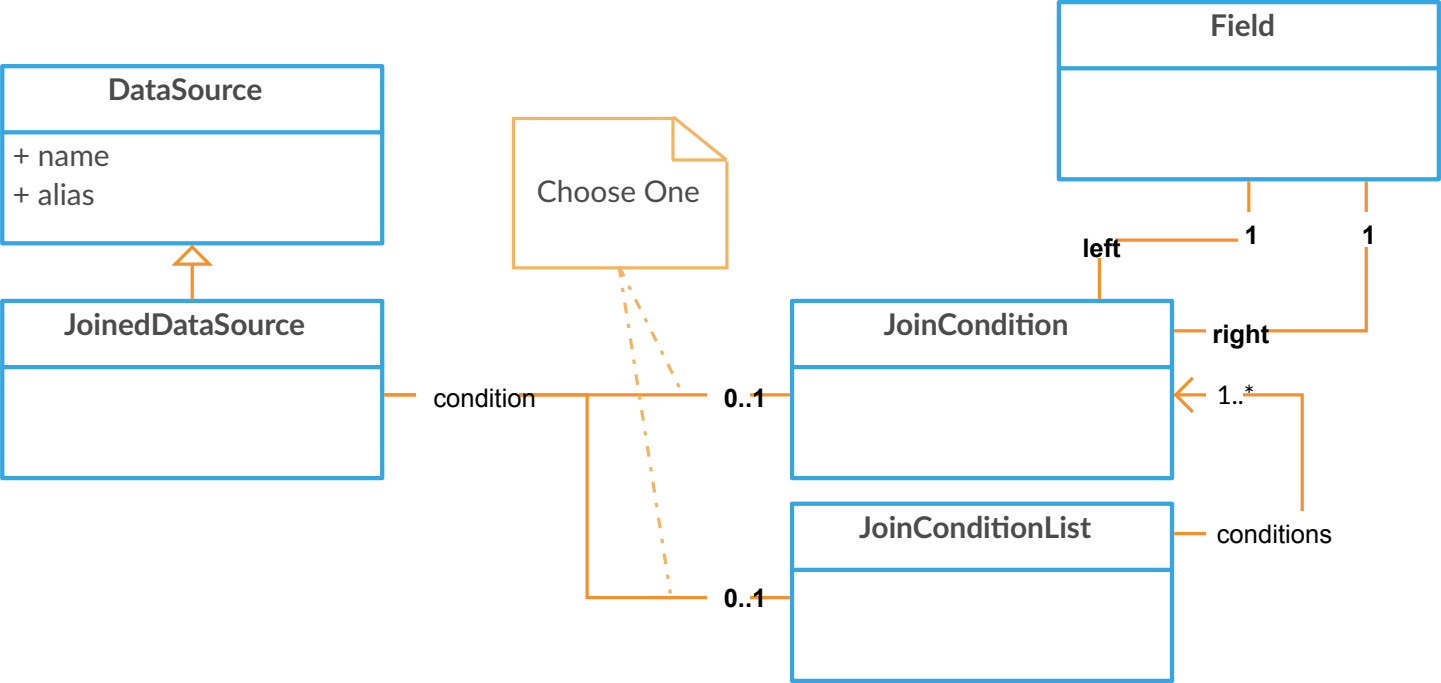 Field
DataSource
+ name
+ alias
Choose One
1
1
left
JoinedDataSource
JoinCondition
right
condition
0..1
1..*
JoinConditionList
conditions
0..1